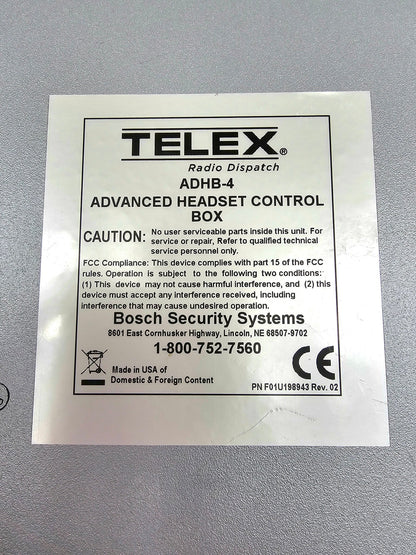 TELEX®
Radio Dispatch
ADHB-4
ADVANCED HEADSET CONTROL
BOX
CAUTION: No user serviceable parts inside this unit. For
service or repair, Refer to qualified technical
service personnel only.
FCC Compliance: This device complies with part 15 of the FCC
rules. Operation is subject to the following two conditions:
(1) This device may not cause harmful interference, and (2) this
device must accept any interference received, including
interference that may cause undesired operation.
Bosch Security Systems
8601 East Cornhusker Highway, Lincoln, NE 68507-9702
1-800-752-7560
Made in USA of
Domestic & Foreign Content
CE
PN F01U198943 Rev. 02